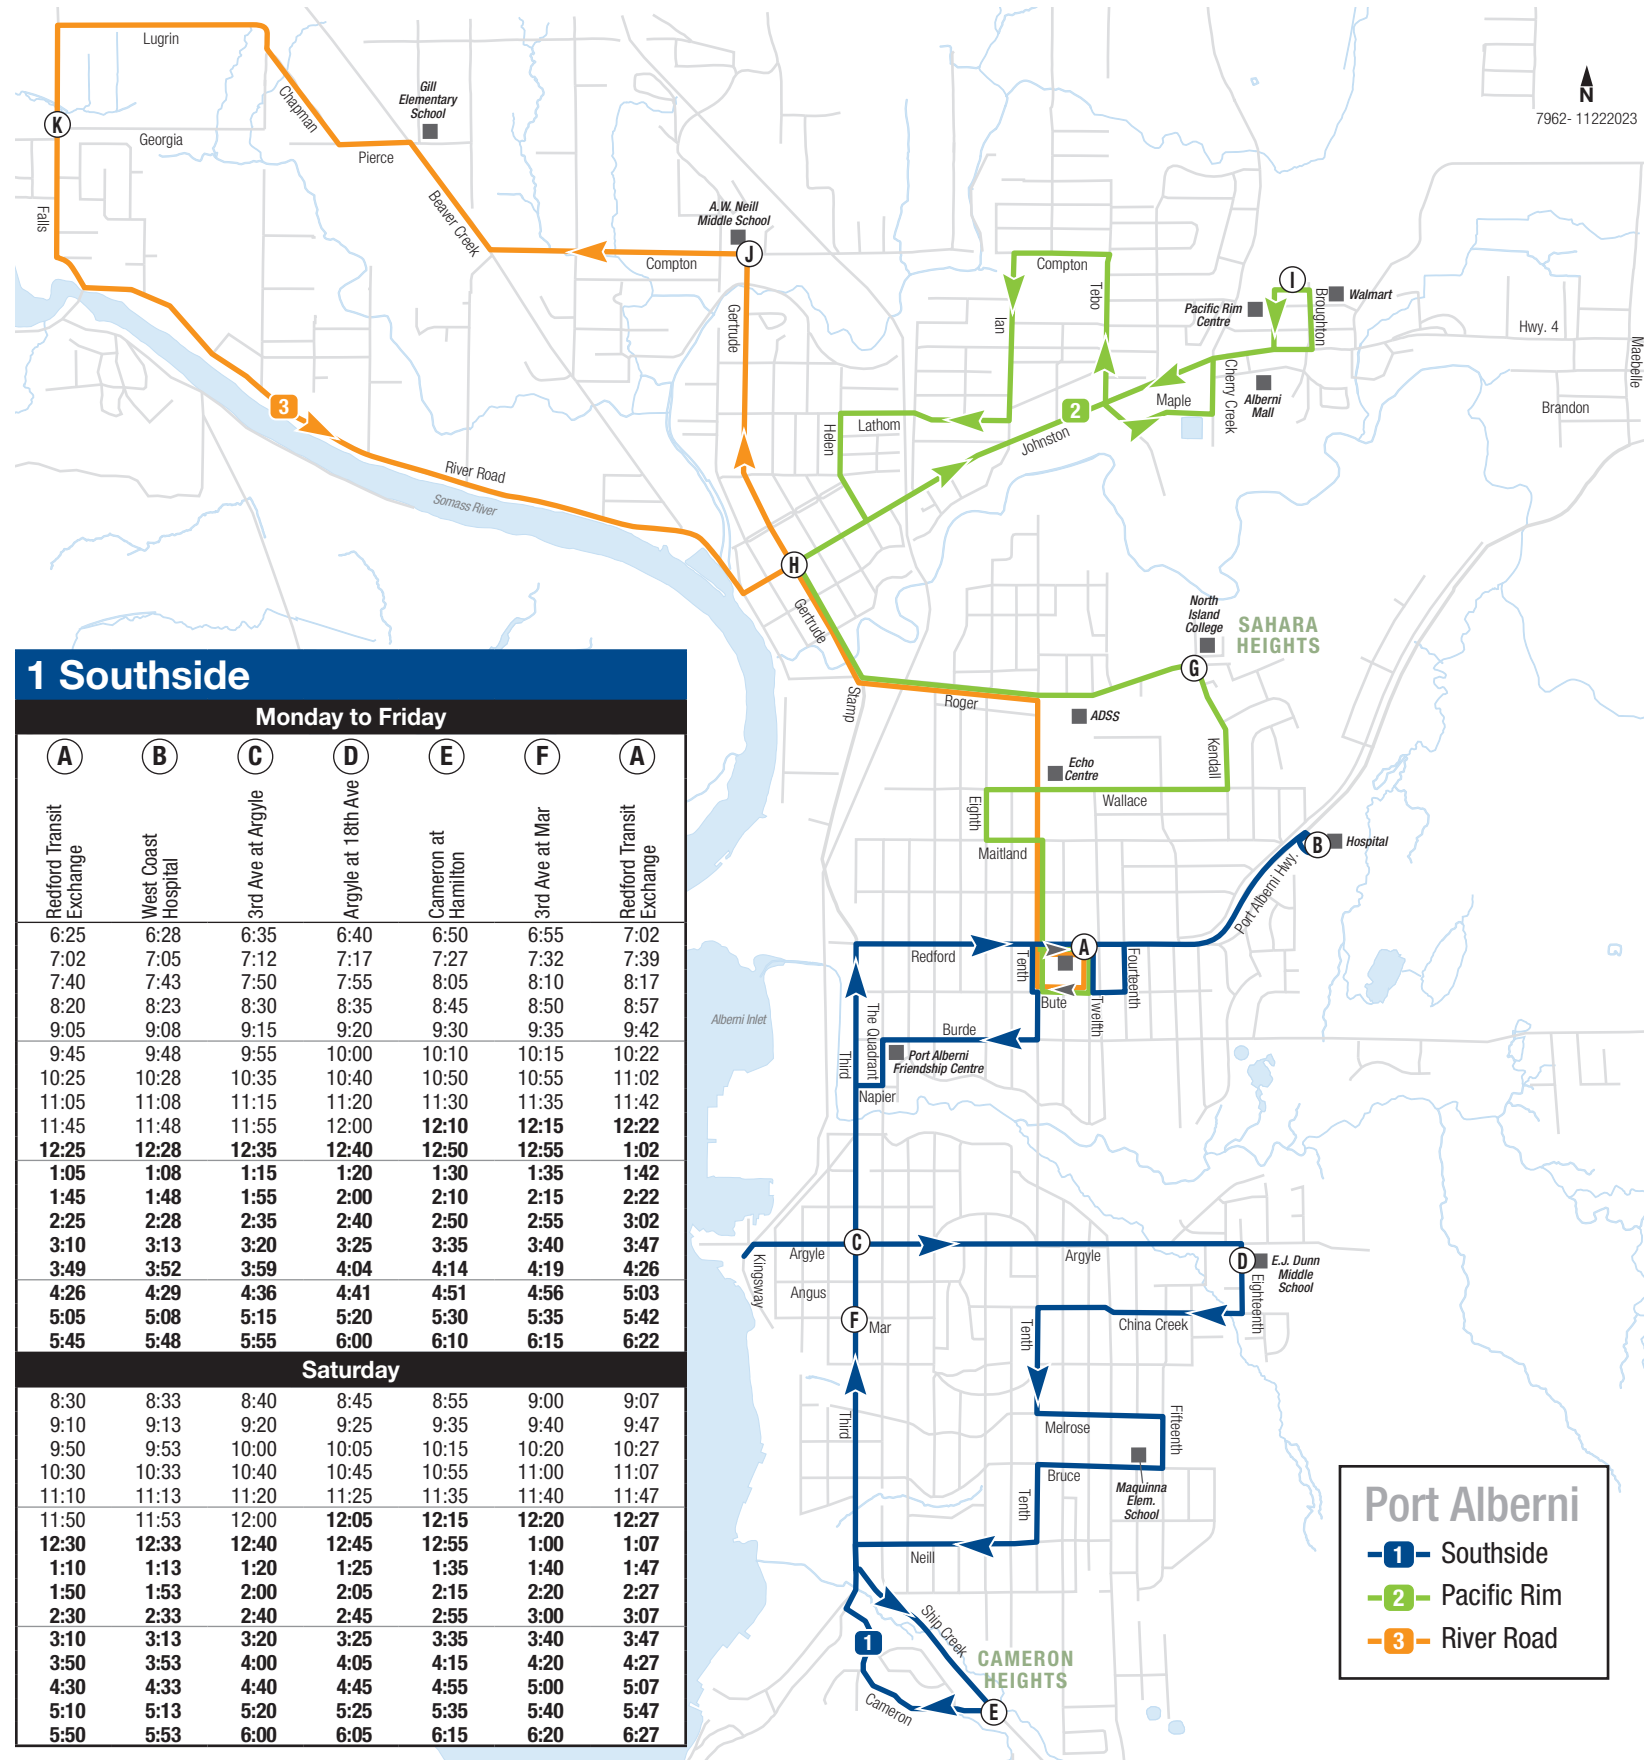 Lugrin
Chapman
Gill
Elementary
School
N
7962- 11222023
K
Georgia
Pierce
Falls
Beaver Creek
A.W. Neill
Middle School
J
Compton
Gertrude
Compton
Tebo
Ian
I
Pacific Rim
Centre
Broughton
Walmart
Hwy. 4
Maebelle
Cherry Creek
Alberni
Mall
Maple
Brandon
3
2
Lathom
Helen
Johnston
River Road
Somass River
H
Gertrude
North
Island
College
SAHARA
HEIGHTS
G
Stamp
Roger
ADSS
Kendall
Echo
Centre
Eighth
Wallace
Maitland
B
Hospital
Port Alberni Hwy.
Redford
Tenth
A
Fourteenth
Bute
Twelfth
Alberni Inlet
The Quadrant
Burde
Third
Port Alberni
Friendship Centre
Napier
C
Argyle
Argyle
D
E.J. Dunn
Middle
School
Kingsway
Angus
Eighteenth
F
Mar
Tenth
China Creek
Third
Melrose
Fifteenth
Bruce
Maquinna
Elem.
School
Tenth
Neill
Ship Creek
1
CAMERON
HEIGHTS
Cameron
E
1 Southside
Monday to Friday
A B C D E F A
Redford Transit
Exchange
West Coast
Hospital
3rd Ave at Argyle
Argyle at 18th Ave
Cameron at
Hamilton
3rd Ave at Mar
Redford Transit
Exchange
6:25 6:28 6:35 6:40 6:50 6:55 7:02
7:02 7:05 7:12 7:17 7:27 7:32 7:39
7:40 7:43 7:50 7:55 8:05 8:10 8:17
8:20 8:23 8:30 8:35 8:45 8:50 8:57
9:05 9:08 9:15 9:20 9:30 9:35 9:42
9:45 9:48 9:55 10:00 10:10 10:15 10:22
10:25 10:28 10:35 10:40 10:50 10:55 11:02
11:05 11:08 11:15 11:20 11:30 11:35 11:42
11:45 11:48 11:55 12:00 12:10 12:15 12:22
12:25 12:28 12:35 12:40 12:50 12:55 1:02
1:05 1:08 1:15 1:20 1:30 1:35 1:42
1:45 1:48 1:55 2:00 2:10 2:15 2:22
2:25 2:28 2:35 2:40 2:50 2:55 3:02
3:10 3:13 3:20 3:25 3:35 3:40 3:47
3:49 3:52 3:59 4:04 4:14 4:19 4:26
4:26 4:29 4:36 4:41 4:51 4:56 5:03
5:05 5:08 5:15 5:20 5:30 5:35 5:42
5:45 5:48 5:55 6:00 6:10 6:15 6:22
Saturday
8:30 8:33 8:40 8:45 8:55 9:00 9:07
9:10 9:13 9:20 9:25 9:35 9:40 9:47
9:50 9:53 10:00 10:05 10:15 10:20 10:27
10:30 10:33 10:40 10:45 10:55 11:00 11:07
11:10 11:13 11:20 11:25 11:35 11:40 11:47
11:50 11:53 12:00 12:05 12:15 12:20 12:27
12:30 12:33 12:40 12:45 12:55 1:00 1:07
1:10 1:13 1:20 1:25 1:35 1:40 1:47
1:50 1:53 2:00 2:05 2:15 2:20 2:27
2:30 2:33 2:40 2:45 2:55 3:00 3:07
3:10 3:13 3:20 3:25 3:35 3:40 3:47
3:50 3:53 4:00 4:05 4:15 4:20 4:27
4:30 4:33 4:40 4:45 4:55 5:00 5:07
5:10 5:13 5:20 5:25 5:35 5:40 5:47
5:50 5:53 6:00 6:05 6:15 6:20 6:27
Port Alberni
1 Southside
2 Pacific Rim
3 River Road